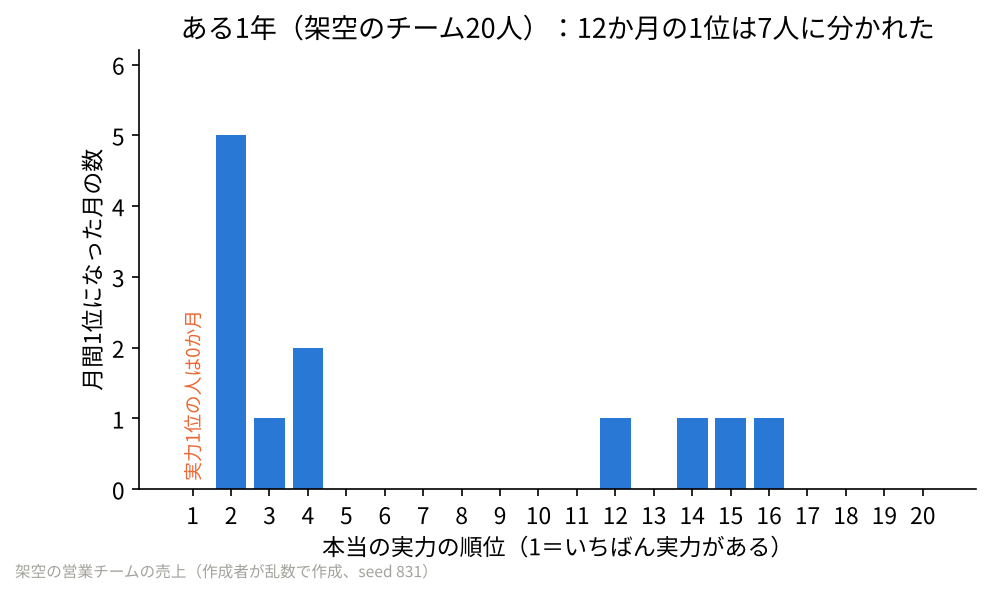 ある1年（架空のチーム20人）：12か月の1位は7人に分かれた
月間1位になった月の数
6
5
4
3
2
1
0
実力1位の人は0か月
1 2 3 4 5 6 7 8 9 10 11 12 13 14 15 16 17 18 19 20
本当の実力の順位（1＝いちばん実力がある）
架空の営業チームの売上（作成者が乱数で作成、seed 831）